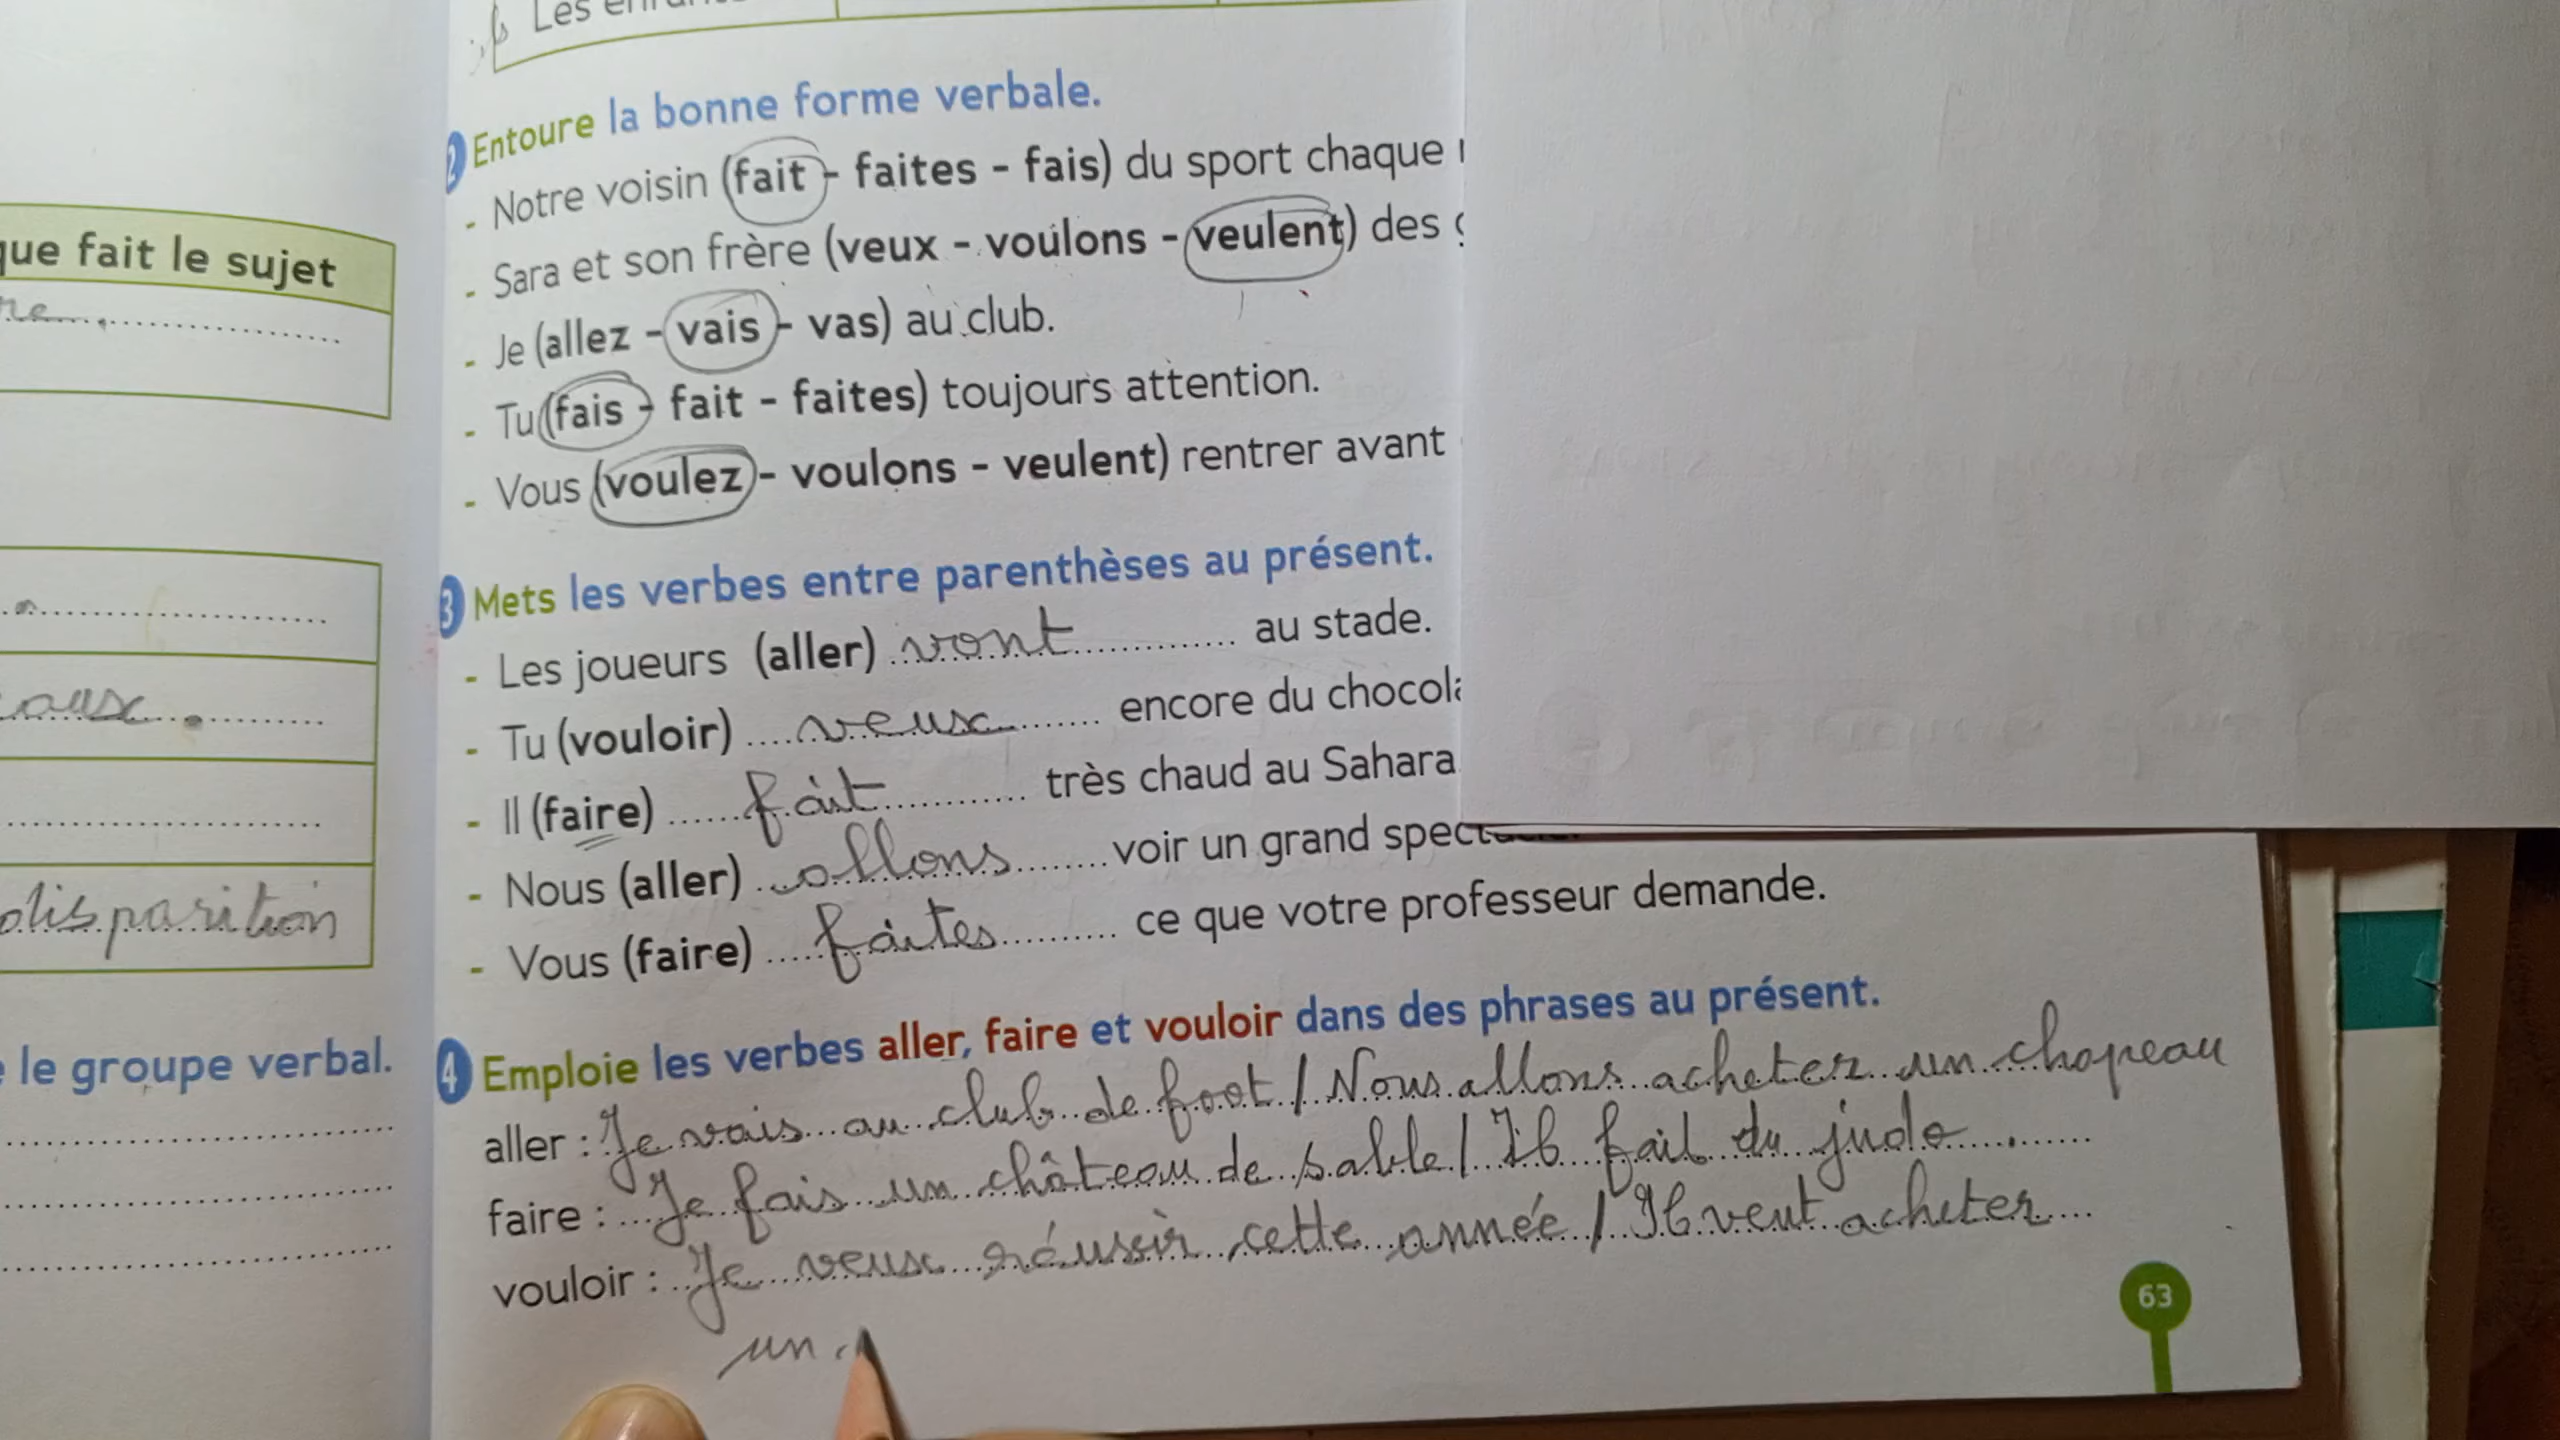 Les
que fait le sujet
disparition
le groupe verbal.
2 Entoure la bonne forme verbale.
- Notre voisin (fait - faites - fais) du sport chaque
- Sara et son frère (veux - voulons - veulent) des
- Je (allez - vais - vas) au club.
- Tu (fais - fait - faites) toujours attention.
- Vous (voulez - voulons - veulent) rentrer avant
3 Mets les verbes entre parenthèses au présent.
- Les joueurs (aller) vont au stade.
- Tu (vouloir) veux encore du
- Il (faire) fait très chaud au Sahara
- Nous (aller) allons voir un grand
- Vous (faire) faites ce que votre professeur demande.
4 Emploie les verbes aller, faire et vouloir dans des phrases au présent.
aller : Je vais au club de foot / Nous allons acheter un chapeau
faire : Je fais un château de sable / Il fait du judo.
vouloir : Je veux réussir cette année / Il veut acheter
un
63